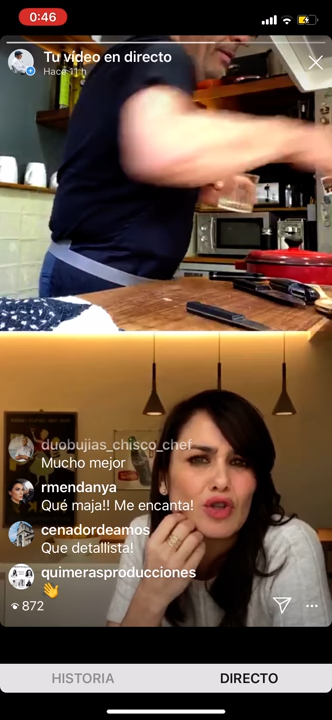 0:46
Tu vídeo en directo
Hace 11 h
duobujias_chisco_chef
Mucho mejor
rmendanya
Qué maja!! Me encanta!
cenadordeamos
Que detallista!
quimerasproducciones
👋
872
HISTORIA
DIRECTO